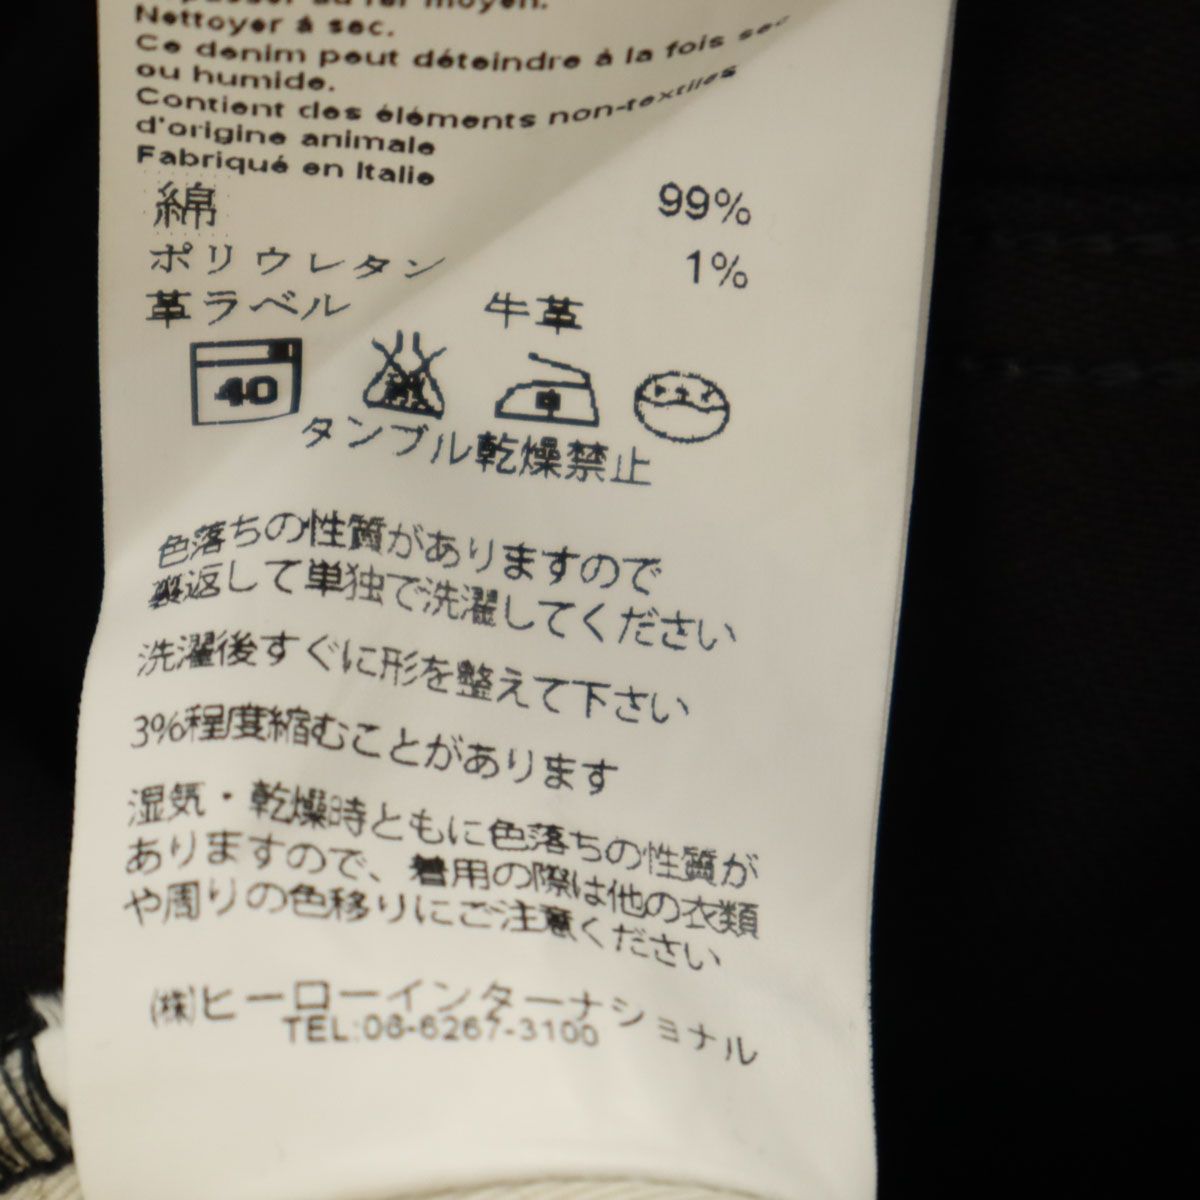 au fer moyen.
Nettoyer à sec.
Ce denim peut déteindre à la fois sec
ou humide.
Contient des éléments non-textiles
d'origine animale
Fabriqué en Italie
綿 99%
ポリウレタン 1%
革ラベル 牛革
40 中
タンブル乾燥禁止
色落ちの性質がありますので
裏返して単独で洗濯してください
洗濯後すぐに形を整えて下さい
3%程度縮むことがあります
湿気・乾燥時ともに色落ちの性質が
ありますので、着用の際は他の衣類
や周りの色移りにご注意ください
(株)ヒーローインターナショナル
TEL:06-6267-3100